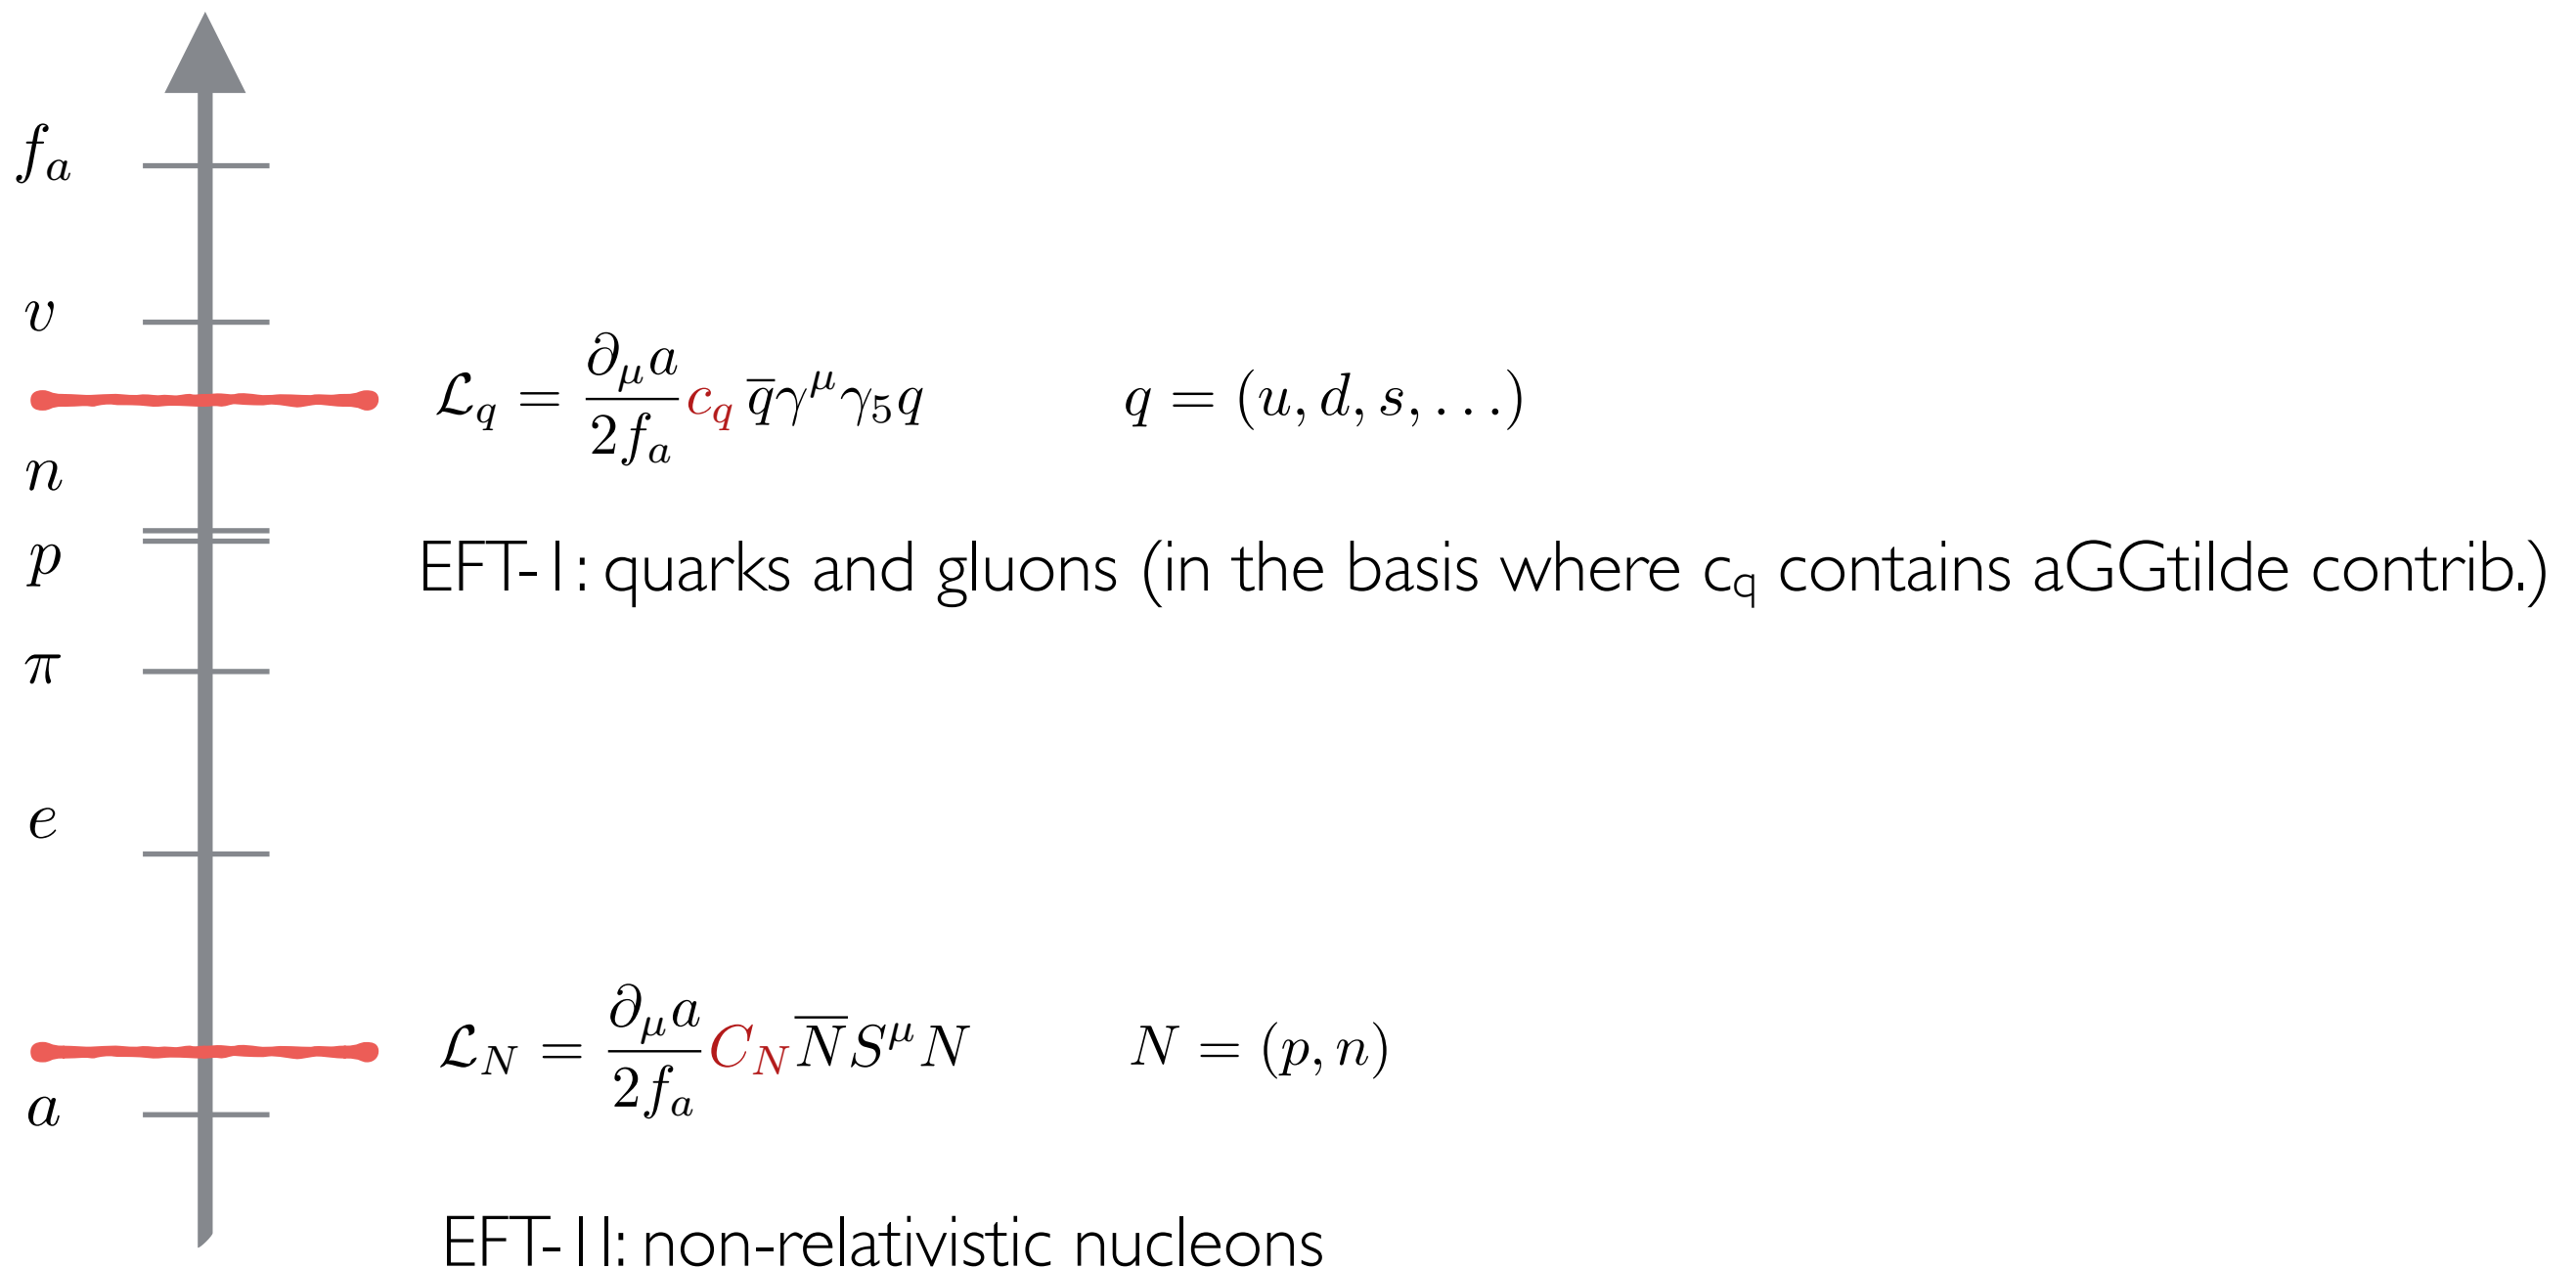 f_a
v
\mathcal{L}_q = \frac{\partial_\mu a}{2f_a} c_q \overline{q}\gamma^\mu\gamma_5 q    q = (u, d, s, \ldots)
n
EFT-I: quarks and gluons (in the basis where c_q contains aGGtilde contrib.)
p
π
e
\mathcal{L}_N = \frac{\partial_\mu a}{2f_a} C_N \overline{N} S^\mu N    N = (p, n)
a
EFT-II: non-relativistic nucleons